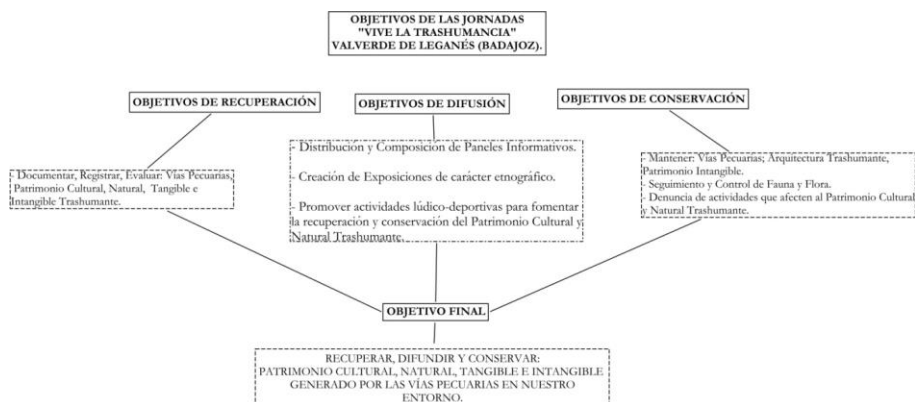 OBJETIVOS DE LAS JORNADAS
"VIVE LA TRASHUMANCIA"
VALVERDE DE LEGANÉS (BADAJOZ).
OBJETIVOS DE RECUPERACIÓN
- Documentar, Registrar, Evaluar: Vías Pecuarias,
Patrimonio Cultural, Natural, Tangible e
Intangible Trashumante.
OBJETIVOS DE DIFUSIÓN
- Distribución y Composición de Paneles Informativos.
- Creación de Exposiciones de carácter etnográfico.
- Promover actividades lúdico-deportivas para fomentar
la recuperación y conservación del Patrimonio Cultural y
Natural Trashumante.
OBJETIVOS DE CONSERVACIÓN
- Mantener: Vías Pecuarias; Arquitectura Trashumante,
Patrimonio Intangible.
- Seguimiento y Control de Fauna y Flora.
- Denuncia de actividades que afecten al Patrimonio Cultural
y Natural Trashumante.
OBJETIVO FINAL
RECUPERAR, DIFUNDIR Y CONSERVAR:
PATRIMONIO CULTURAL, NATURAL, TANGIBLE E INTANGIBLE
GENERADO POR LAS VÍAS PECUARIAS EN NUESTRO
ENTORNO.